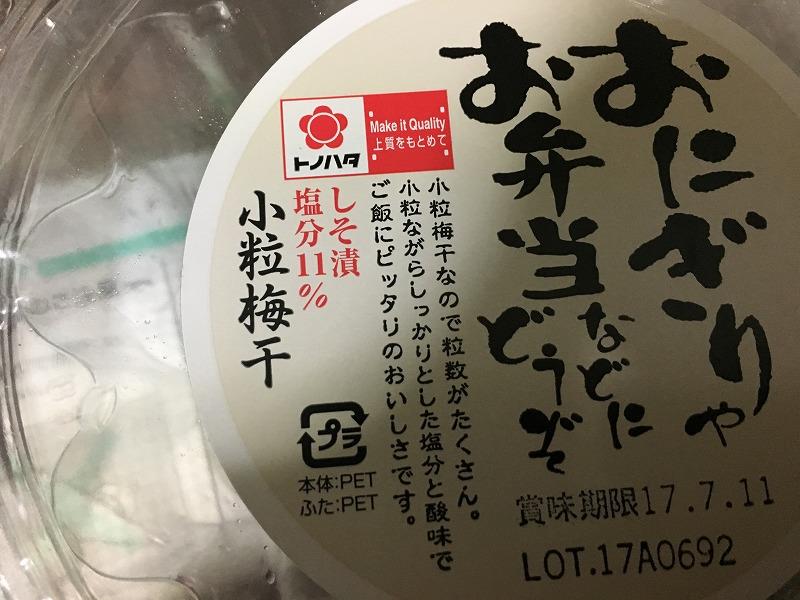 おにぎりや
お弁当などに
どうぞ
トノハタ
Make it Quality
上質をもとめて
小粒梅干なので粒数がたくさん。
小粒ながらしっかりとした塩分と酸味で
ご飯にピッタリのおいしさです。
しそ漬
塩分11%
小粒梅干
プラ
本体:PET
ふた:PET
賞味期限17.7.11
LOT.17A0692